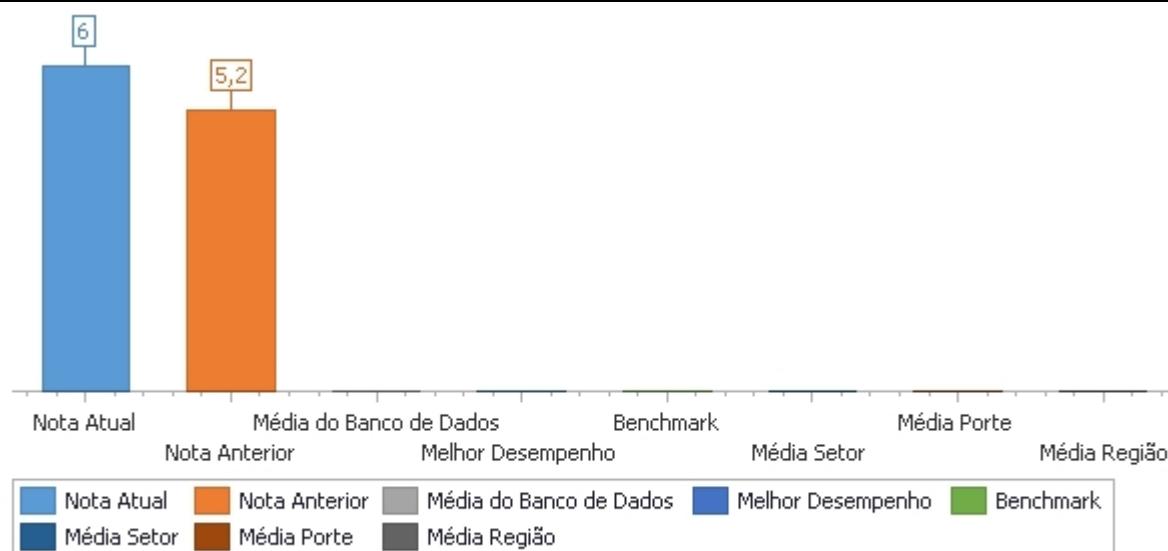 6
5,2
Nota Atual Média do Banco de Dados Benchmark Média Porte
Nota Anterior Melhor Desempenho Média Setor Média Região
Nota Atual Nota Anterior Média do Banco de Dados Melhor Desempenho Benchmark
Média Setor Média Porte Média Região